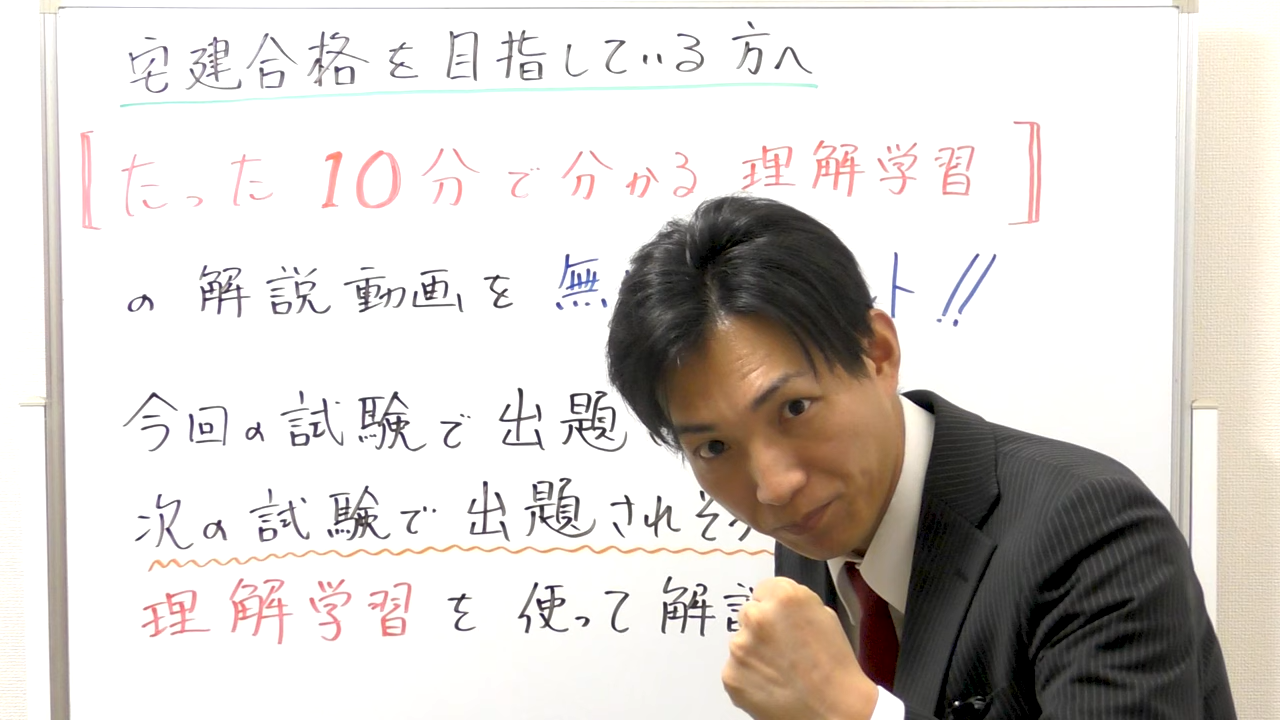 宅建合格を目指している方へ
【たった10分で分かる理解学習】
の解説動画を無 ト!!
今回の試験で出題
次の試験で出題されそう
理解学習を使って解説